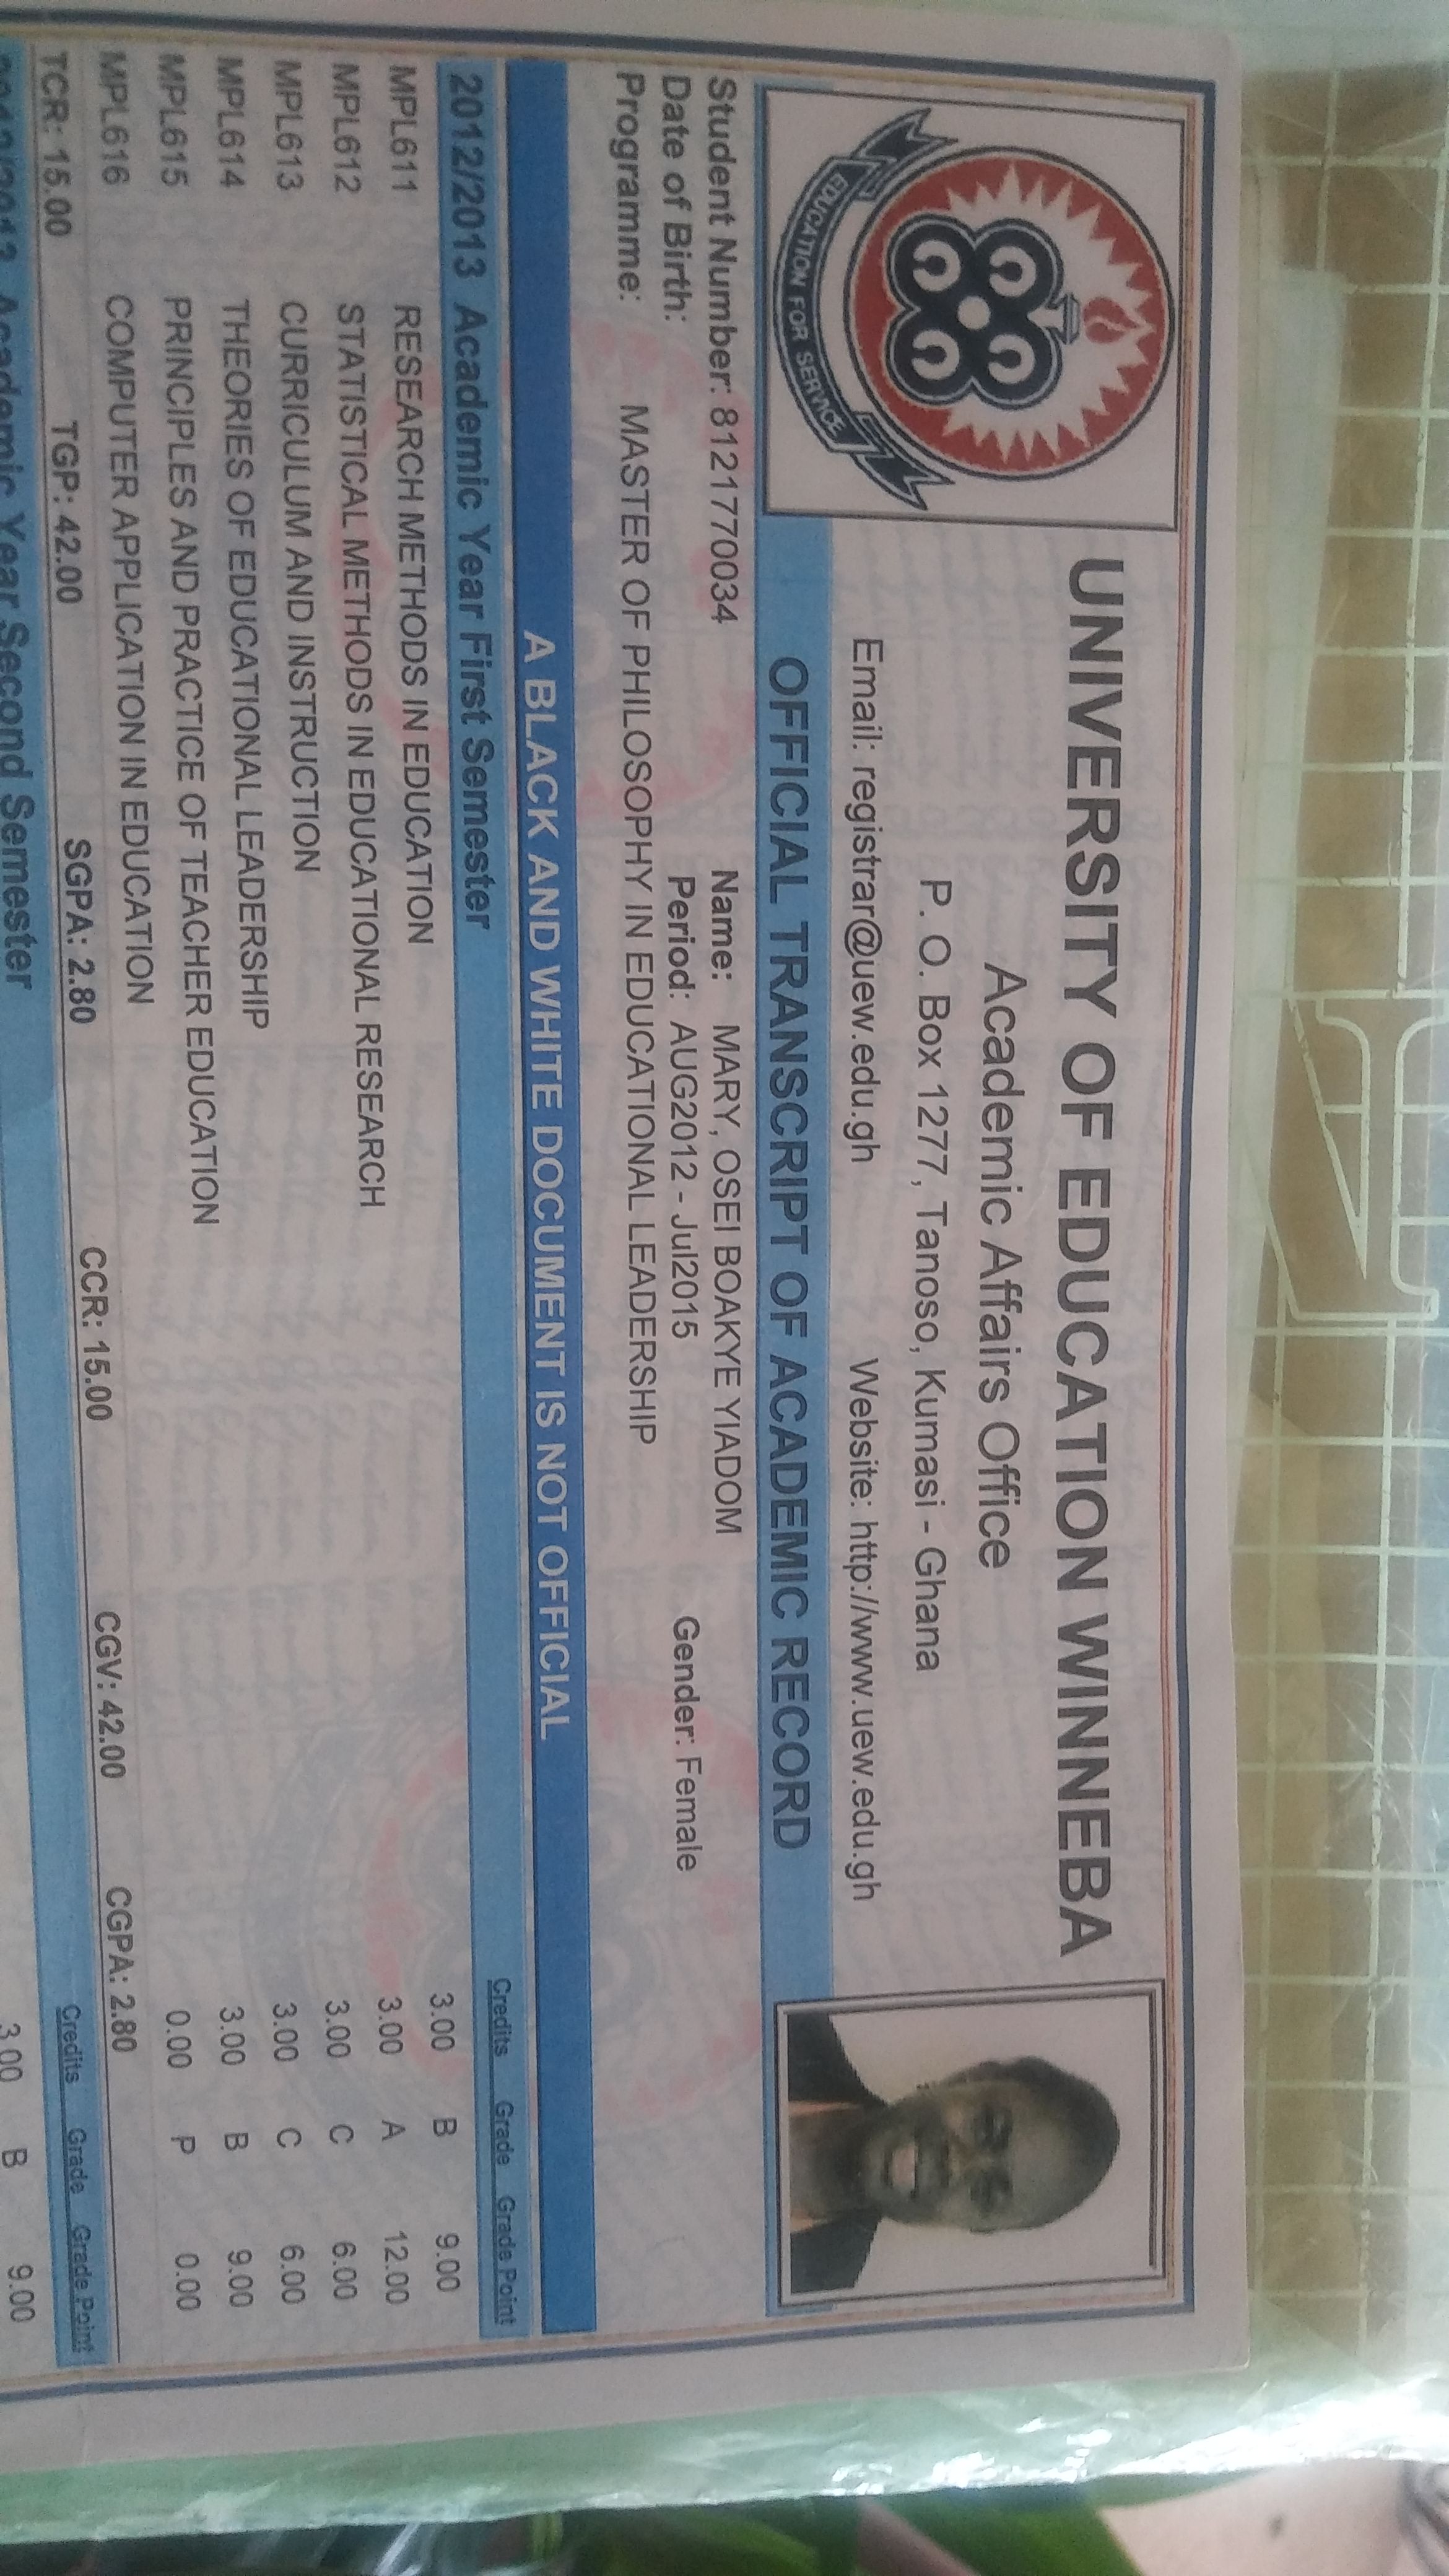 UNIVERSITY OF EDUCATION WINNEBA
Academic Affairs Office
P. O. Box 1277, Tanoso, Kumasi - Ghana
Email: registrar@uew.edu.gh Website: http://www.uew.edu.gh
EDUCATION FOR SERVICE
OFFICIAL TRANSCRIPT OF ACADEMIC RECORD
Student Number: 8121770034 Name: MARY, OSEI BOAKYE YIADOM
Date of Birth: Period: AUG2012 - Jul2015 Gender: Female
Programme: MASTER OF PHILOSOPHY IN EDUCATIONAL LEADERSHIP
A BLACK AND WHITE DOCUMENT IS NOT OFFICIAL
2012/2013 Academic Year First Semester Credits Grade Grade Point
MPL611 RESEARCH METHODS IN EDUCATION 3.00 B 9.00
MPL612 STATISTICAL METHODS IN EDUCATIONAL RESEARCH 3.00 A 12.00
MPL613 CURRICULUM AND INSTRUCTION 3.00 C 6.00
MPL614 THEORIES OF EDUCATIONAL LEADERSHIP 3.00 C 6.00
MPL615 PRINCIPLES AND PRACTICE OF TEACHER EDUCATION 3.00 B 9.00
MPL616 COMPUTER APPLICATION IN EDUCATION 0.00 P 0.00
TCR: 15.00 TGP: 42.00 SGPA: 2.80 CCR: 15.00 CGV: 42.00 CGPA: 2.80
2012/2013 Academic Year Second Semester Credits Grade Grade Point
3.00 B 9.00